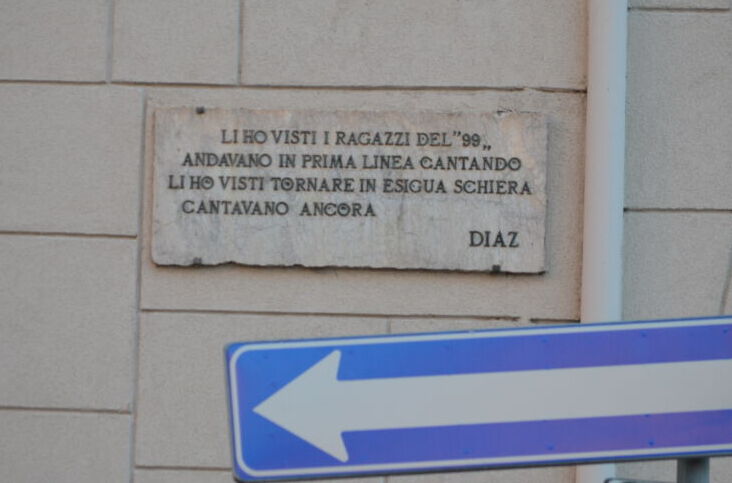 LI HO VISTI I RAGAZZI DEL "99„
ANDAVANO IN PRIMA LINEA CANTANDO
LI HO VISTI TORNARE IN ESIGUA SCHIERA
CANTAVANO ANCORA
DIAZ